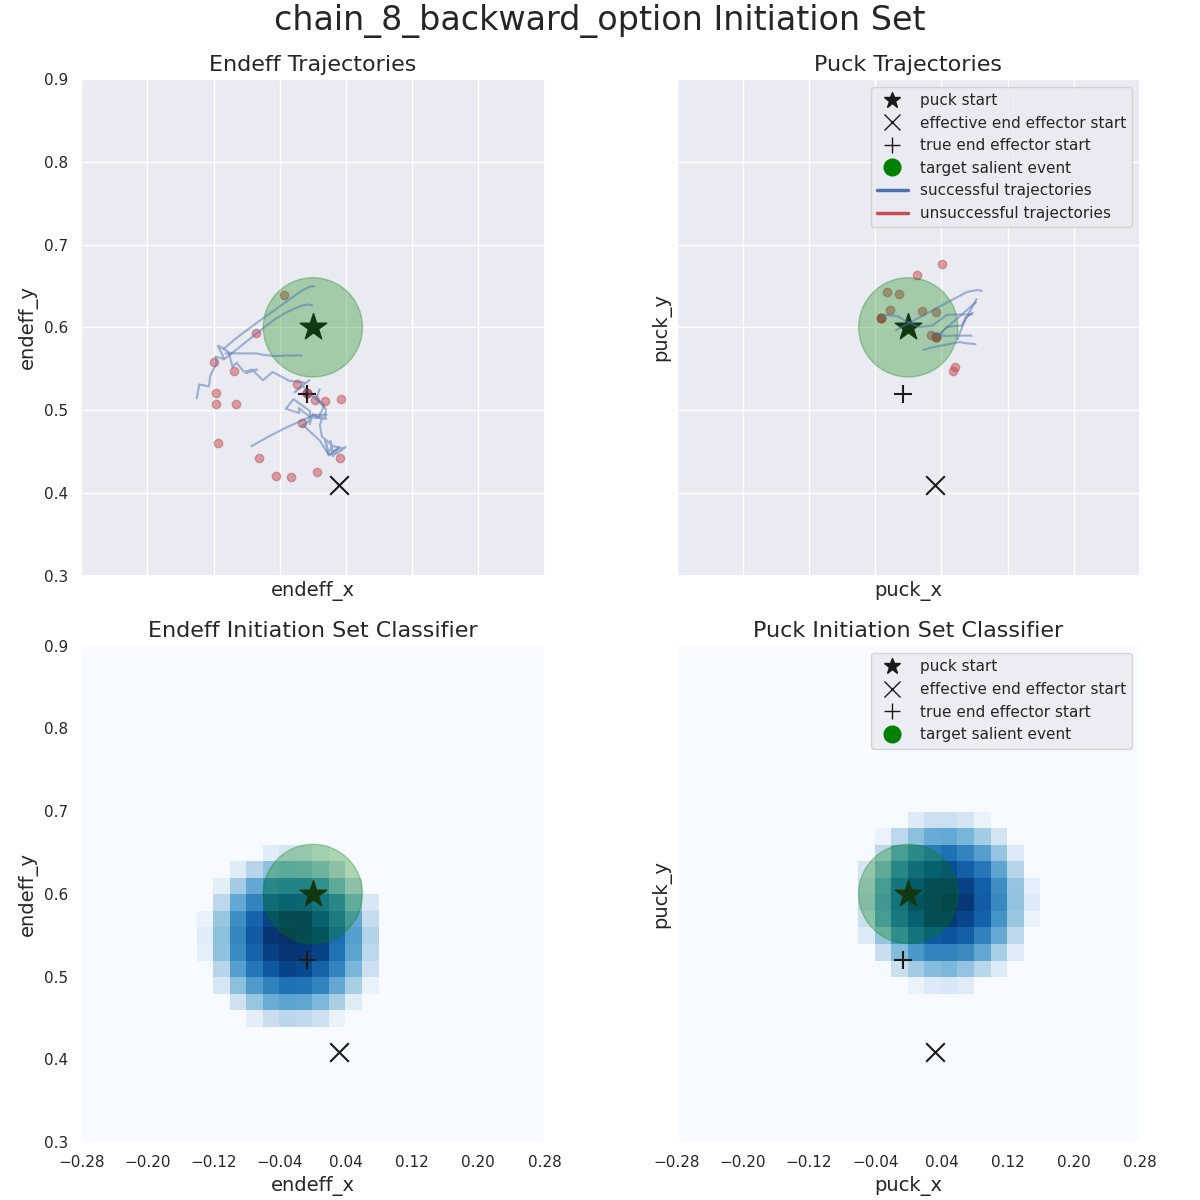 chain_8_backward_option Initiation Set
Endeff Trajectories
0.9
0.8
0.7
0.6
0.5
0.4
0.3
endeff_y
endeff_x
Puck Trajectories
puck start
effective end effector start
true end effector start
target salient event
successful trajectories
unsuccessful trajectories
puck_y
puck_x
Endeff Initiation Set Classifier
0.9
0.8
0.7
0.6
0.5
0.4
0.3
endeff_y
−0.28 −0.20 −0.12 −0.04 0.04 0.12 0.20 0.28
endeff_x
Puck Initiation Set Classifier
puck start
effective end effector start
true end effector start
target salient event
puck_y
−0.28 −0.20 −0.12 −0.04 0.04 0.12 0.20 0.28
puck_x